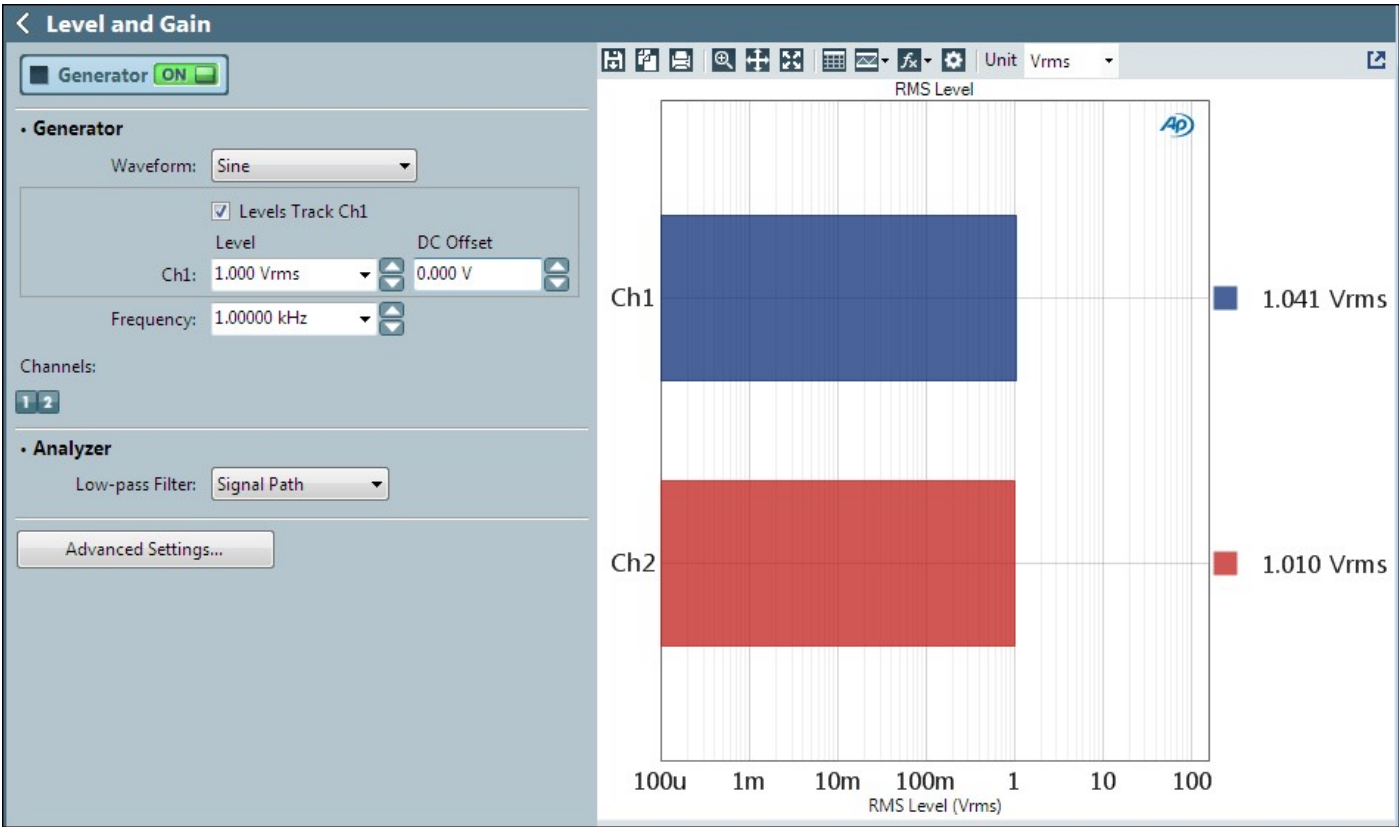 Level and Gain
Generator ON
Generator
Waveform: Sine
Levels Track Ch1
Level DC Offset
Ch1: 1.000 Vrms 0.000 V
Frequency: 1.00000 kHz
Channels:
1 2
Analyzer
Low-pass Filter: Signal Path
Advanced Settings...
fx Unit Vrms
RMS Level
AP
Ch1 1.041 Vrms
Ch2 1.010 Vrms
100u 1m 10m 100m 1 10 100
RMS Level (Vrms)